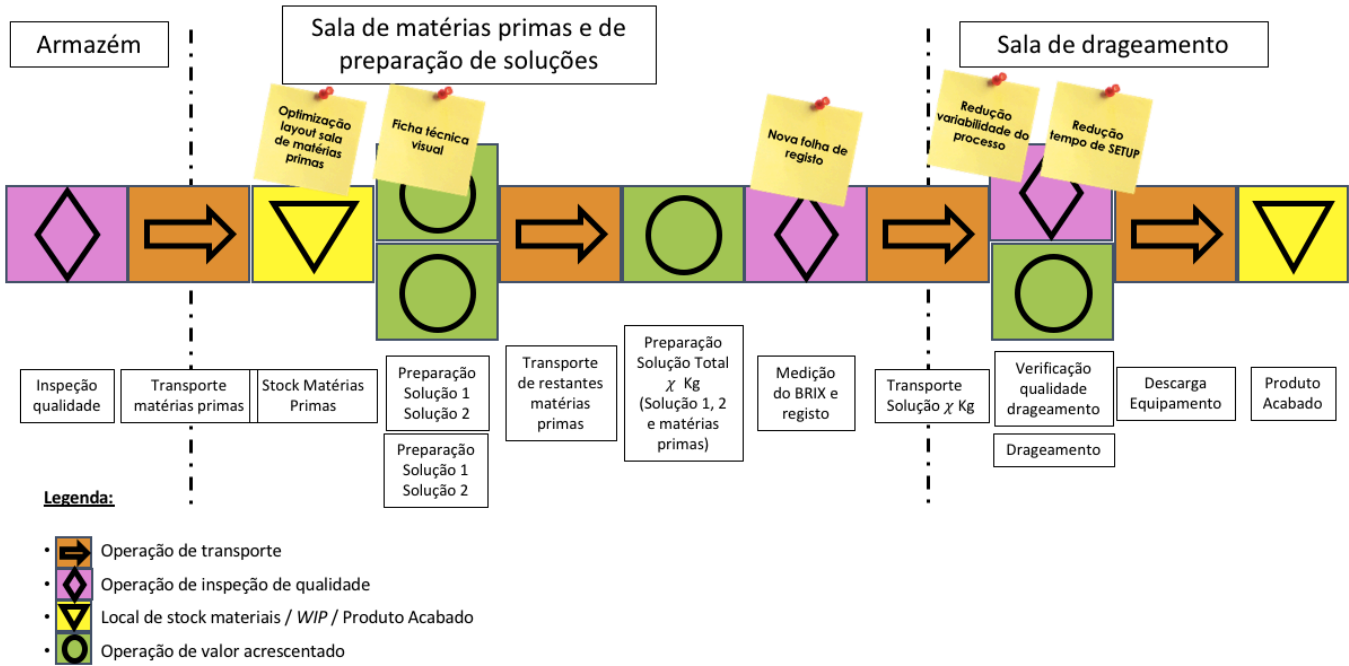 Armazém
Sala de matérias primas e de
preparação de soluções
Sala de drageamento
Optimização
layout sala
de matérias
primas
Ficha técnica
visual
Nova folha de
registo
Redução
variabilidade do
processo
Redução
tempo de SETUP
Inspeção
qualidade
Transporte
matérias primas
Stock Matérias
Primas
Preparação
Solução 1
Solução 2
Preparação
Solução 1
Solução 2
Transporte
de restantes
matérias
primas
Preparação
Solução Total
χ Kg
(Solução 1, 2
e matérias
primas)
Medição
do BRIX e
registo
Transporte
Solução χ Kg
Verificação
qualidade
drageamento
Drageamento
Descarga
Equipamento
Produto
Acabado
Legenda:
• Operação de transporte
• Operação de inspeção de qualidade
• Local de stock materiais / WIP / Produto Acabado
• Operação de valor acrescentado